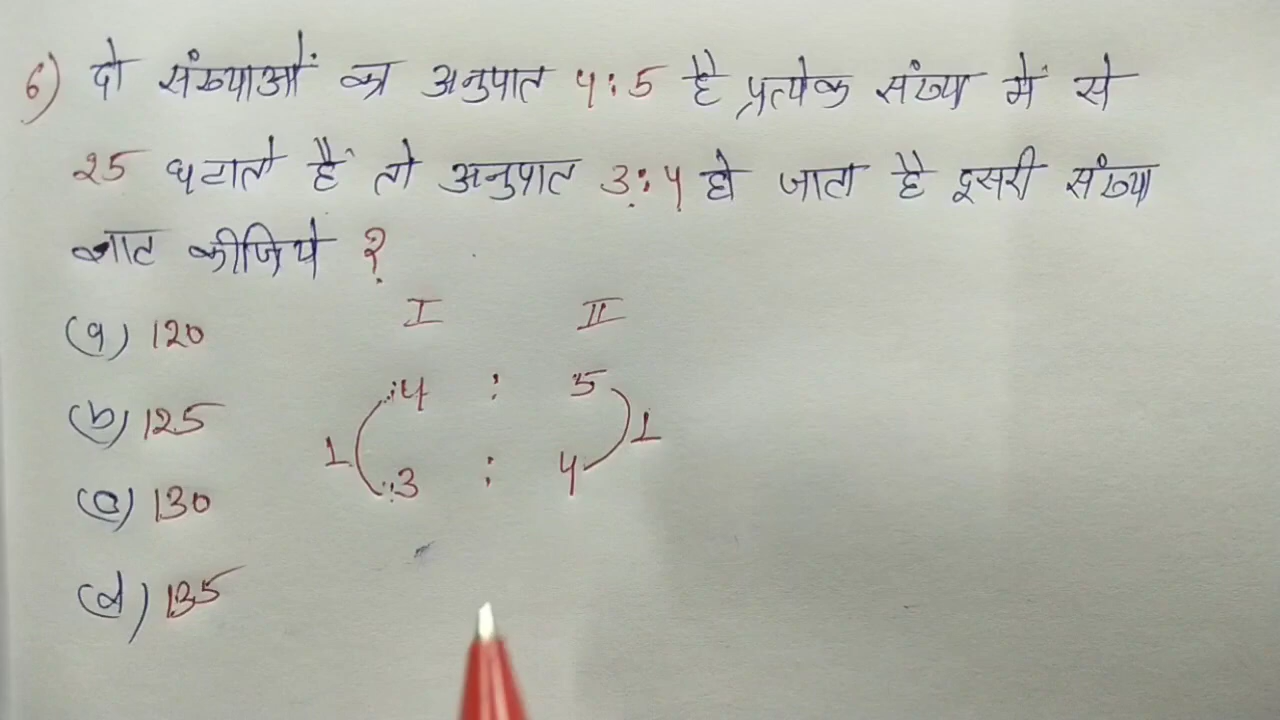 6) दो संख्याओं का अनुपात 4:5 है प्रत्येक संख्या में से
25 घटाते हैं तो अनुपात 3:4 हो जाता है दूसरी संख्या
ज्ञात कीजिये ?
I II
(a) 120
4 : 5
(b) 125
1 1
3 : 4
(c) 130
(d) 135